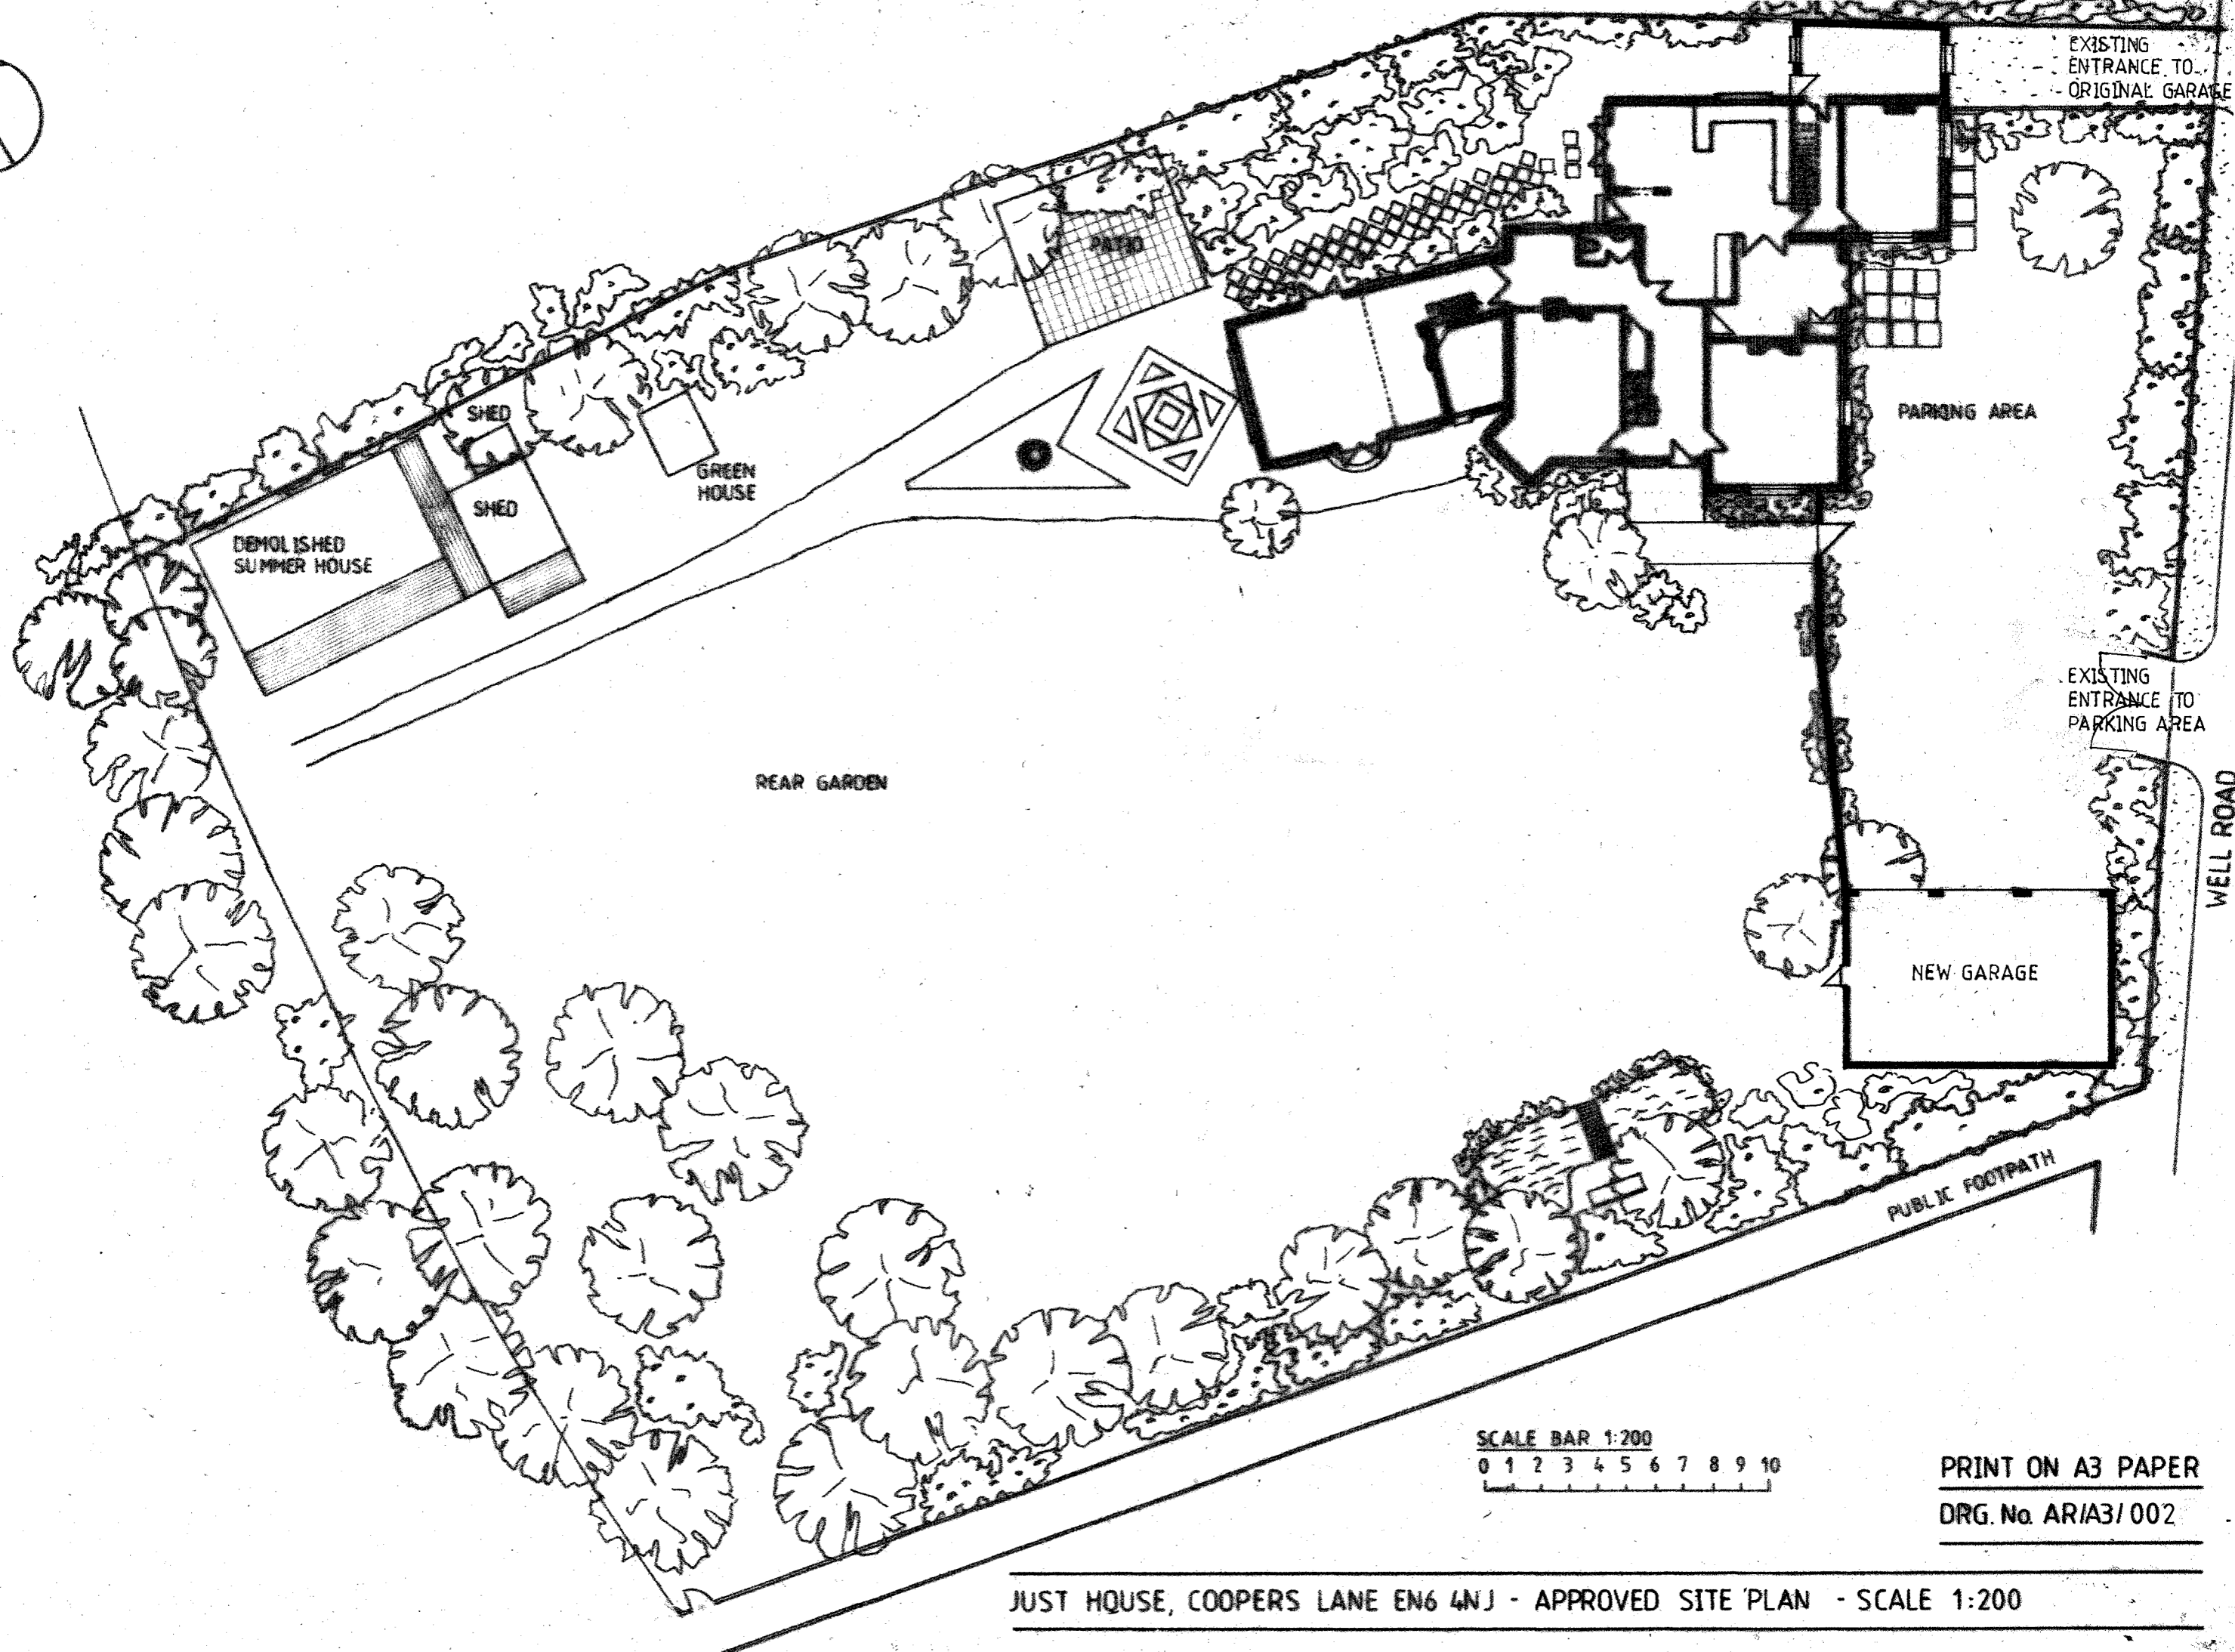 EXISTING
ENTRANCE TO
ORIGINAL GARAGE
PATIO
SHED
GREEN
HOUSE
SHED
DEMOLISHED
SUMMER HOUSE
PARKING AREA
EXISTING
ENTRANCE TO
PARKING AREA
REAR GARDEN
WELL ROAD
NEW GARAGE
PUBLIC FOOTPATH
SCALE BAR 1:200
0 1 2 3 4 5 6 7 8 9 10
PRINT ON A3 PAPER
DRG. No. AR/A3/002
JUST HOUSE, COOPERS LANE EN6 4NJ - APPROVED SITE PLAN - SCALE 1:200